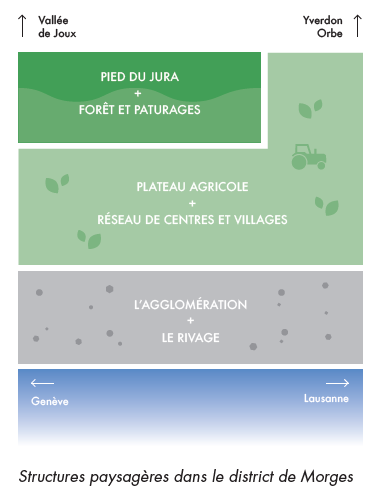 Vallée
de Joux
Yverdon
Orbe
PIED DU JURA
+
FORÊT ET PATURAGES
PLATEAU AGRICOLE
+
RÉSEAU DE CENTRES ET VILLAGES
L'AGGLOMÉRATION
+
LE RIVAGE
Genève
Lausanne
Structures paysagères dans le district de Morges